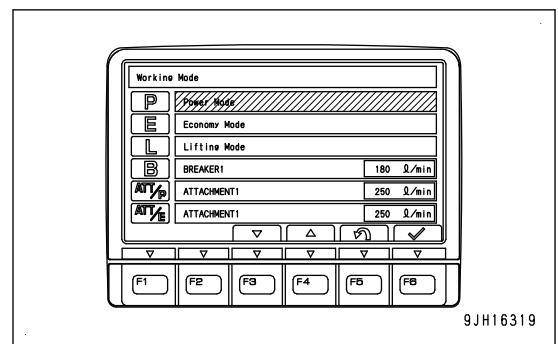 Working Mode
P Power Mode
E Economy Mode
L Lifting Mode
B BREAKER1 180 ℓ/min
ATT/P ATTACHMENT1 250 ℓ/min
ATT/E ATTACHMENT1 250 ℓ/min
F1 F2 F3 F4 F5 F6
9JH16319